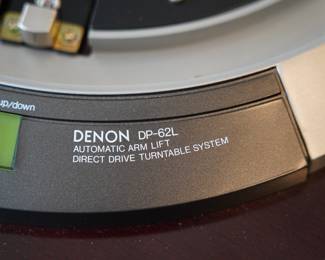 up/down
DENON DP-62L
AUTOMATIC ARM LIFT
DIRECT DRIVE TURNTABLE SYSTEM